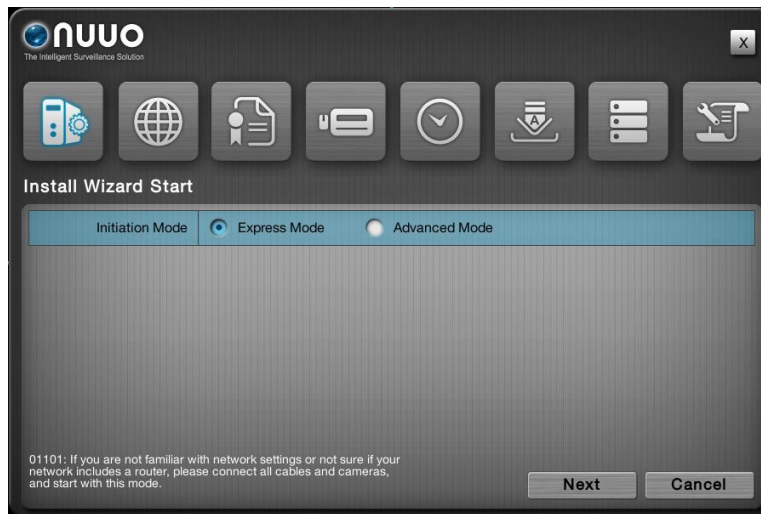 nuuo
The Intelligent Surveillance Solution
X
A
Install Wizard Start
Initiation Mode Express Mode Advanced Mode
01101: If you are not familiar with network settings or not sure if your
network includes a router, please connect all cables and cameras,
and start with this mode.
Next Cancel